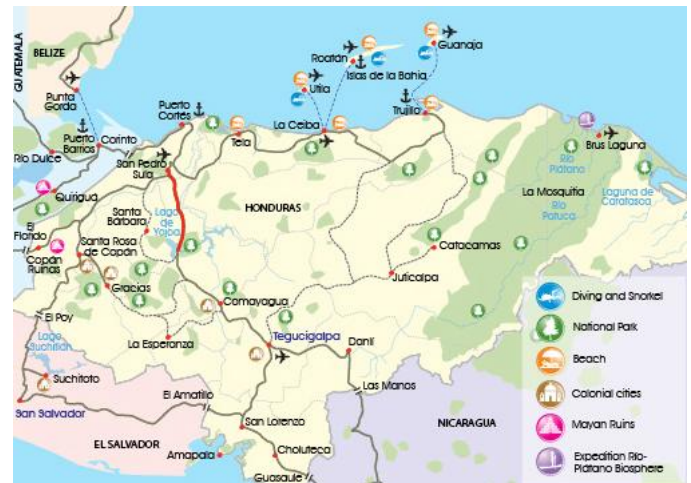 GUATEMALA
BELIZE
Punta
Gorda
Puerto
Barrios
Corinto
Río Dulce
Quirigua
El
Florido
Copán
Ruinas
Puerto
Cortés
San Pedro
Sula
Tela
La Ceiba
Utila
Roatán
Islas de la Bahía
Guanaja
Trujillo
Brus Laguna
Río
Plátano
La Mosquitia
Río
Patuca
Laguna de
Caratasca
Santa
Bárbara
Lago
de
Yojoa
HONDURAS
Santa Rosa
de Copán
Gracias
Catacamas
Juticalpa
Comayagua
El Poy
La Esperanza
Tegucigalpa
Danlí
Lago
Suchitlán
Suchitoto
San Salvador
El Amatillo
Las Manos
San Lorenzo
EL SALVADOR
Amapala
Choluteca
Guasaule
NICARAGUA
Diving and Snorkel
National Park
Beach
Colonial cities
Mayan Ruins
Expedition Río-
Plátano Biosphere